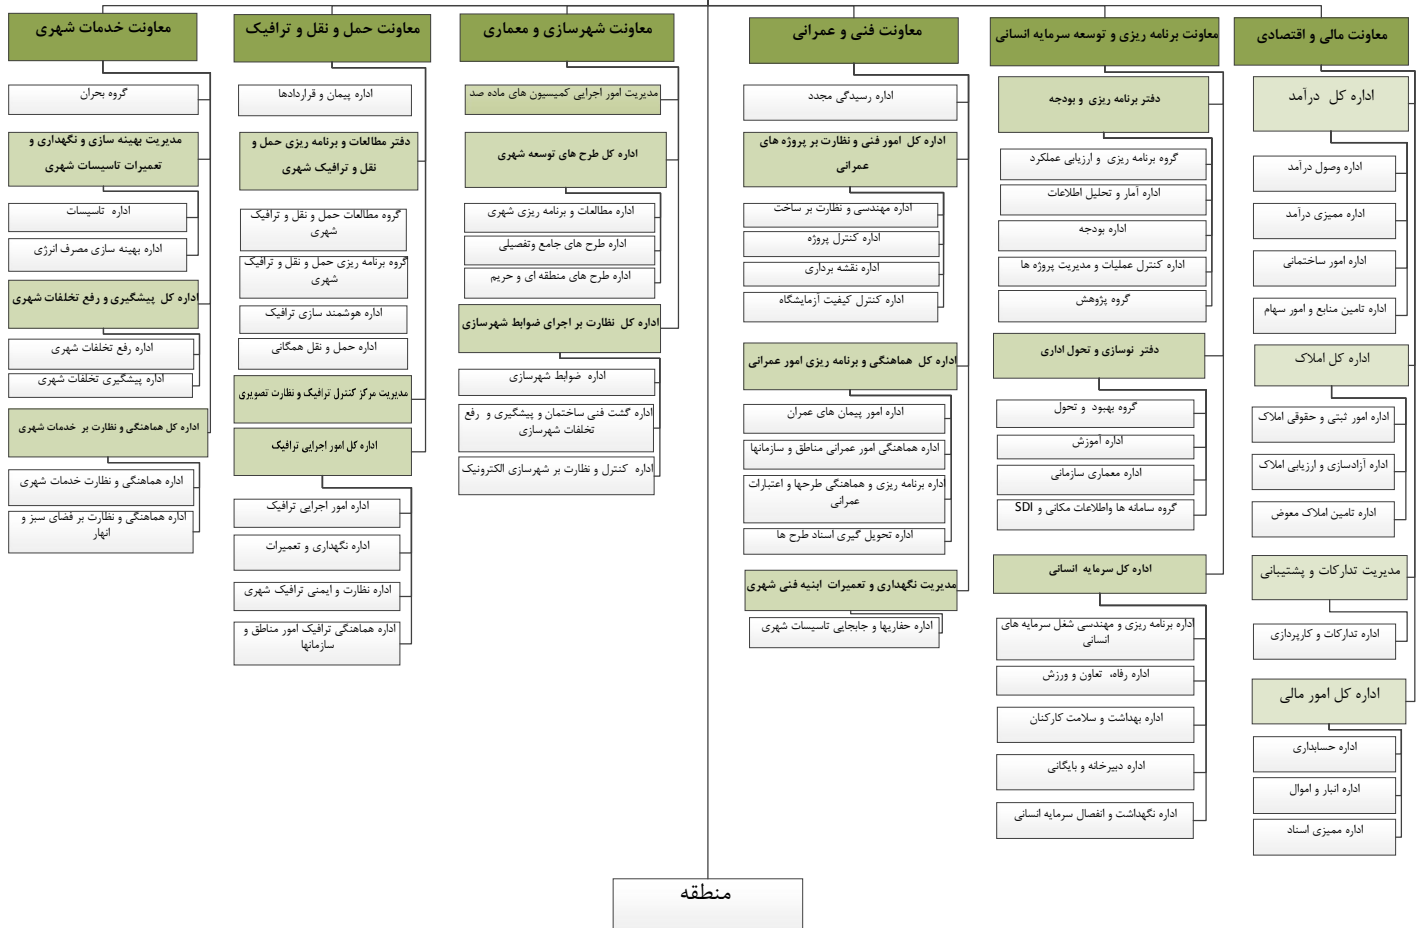 معاونت مالی و اقتصادی
اداره کل درآمد
اداره وصول درآمد
اداره ممیزی درآمد
اداره امور ساختمانی
اداره تامین منابع و امور سهام
اداره کل املاک
اداره امور ثبتی و حقوقی املاک
اداره آزادسازی و ارزیابی املاک
اداره تامین املاک معوض
مدیریت تدارکات و پشتیبانی
اداره تدارکات و کارپردازی
اداره کل امور مالی
اداره حسابداری
اداره انبار و اموال
اداره ممیزی اسناد
معاونت برنامه ریزی و توسعه سرمایه انسانی
دفتر برنامه ریزی و بودجه
گروه برنامه ریزی و ارزیابی عملکرد
اداره آمار و تحلیل اطلاعات
اداره بودجه
اداره کنترل عملیات و مدیریت پروژه ها
گروه پژوهش
دفتر نوسازی و تحول اداری
گروه بهبود و تحول
اداره آموزش
اداره معماری سازمانی
گروه سامانه ها واطلاعات مکانی و SDI
اداره کل سرمایه انسانی
اداره برنامه ریزی و مهندسی شغل سرمایه های
انسانی
اداره رفاه، تعاون و ورزش
اداره بهداشت و سلامت کارکنان
اداره دبیرخانه و بایگانی
اداره نگهداشت و انفصال سرمایه انسانی
معاونت فنی و عمرانی
اداره رسیدگی مجدد
اداره کل امور فنی و نظارت بر پروژه های
عمرانی
اداره مهندسی و نظارت بر ساخت
اداره کنترل پروژه
اداره نقشه برداری
اداره کنترل کیفیت آزمایشگاه
اداره کل هماهنگی و برنامه ریزی امور عمرانی
اداره امور پیمان های عمران
اداره هماهنگی امور عمرانی مناطق و سازمانها
اداره برنامه ریزی و هماهنگی طرحها و اعتبارات
عمرانی
اداره تحویل گیری اسناد طرح ها
مدیریت نگهداری و تعمیرات ابنیه فنی شهری
اداره حفاریها و جابجایی تاسیسات شهری
معاونت شهرسازی و معماری
مدیریت امور اجرایی کمیسیون های ماده صد
اداره کل طرح های توسعه شهری
اداره مطالعات و برنامه ریزی شهری
اداره طرح های جامع وتفصیلی
اداره طرح های منطقه ای و حریم
اداره کل نظارت بر اجرای ضوابط شهرسازی
اداره ضوابط شهرسازی
اداره گشت فنی ساختمان و پیشگیری و رفع
تخلفات شهرسازی
اداره کنترل و نظارت بر شهرسازی الکترونیک
معاونت حمل و نقل و ترافیک
اداره پیمان و قراردادها
دفتر مطالعات و برنامه ریزی حمل و
نقل و ترافیک شهری
گروه مطالعات حمل و نقل و ترافیک
شهری
گروه برنامه ریزی حمل و نقل و ترافیک
شهری
اداره هوشمند سازی ترافیک
اداره حمل و نقل همگانی
مدیریت مرکز کنترل ترافیک و نظارت تصویری
اداره کل امور اجرایی ترافیک
اداره امور اجرایی ترافیک
اداره نگهداری و تعمیرات
اداره نظارت و ایمنی ترافیک شهری
اداره هماهنگی ترافیک امور مناطق و
سازمانها
معاونت خدمات شهری
گروه بحران
مدیریت بهینه سازی و نگهداری و
تعمیرات تاسیسات شهری
اداره تاسیسات
اداره بهینه سازی مصرف انرژی
اداره کل پیشگیری و رفع تخلفات شهری
اداره رفع تخلفات شهری
اداره پیشگیری تخلفات شهری
اداره کل هماهنگی و نظارت بر خدمات شهری
اداره هماهنگی و نظارت خدمات شهری
اداره هماهنگی و نظارت بر فضای سبز و
انهار
منطقه